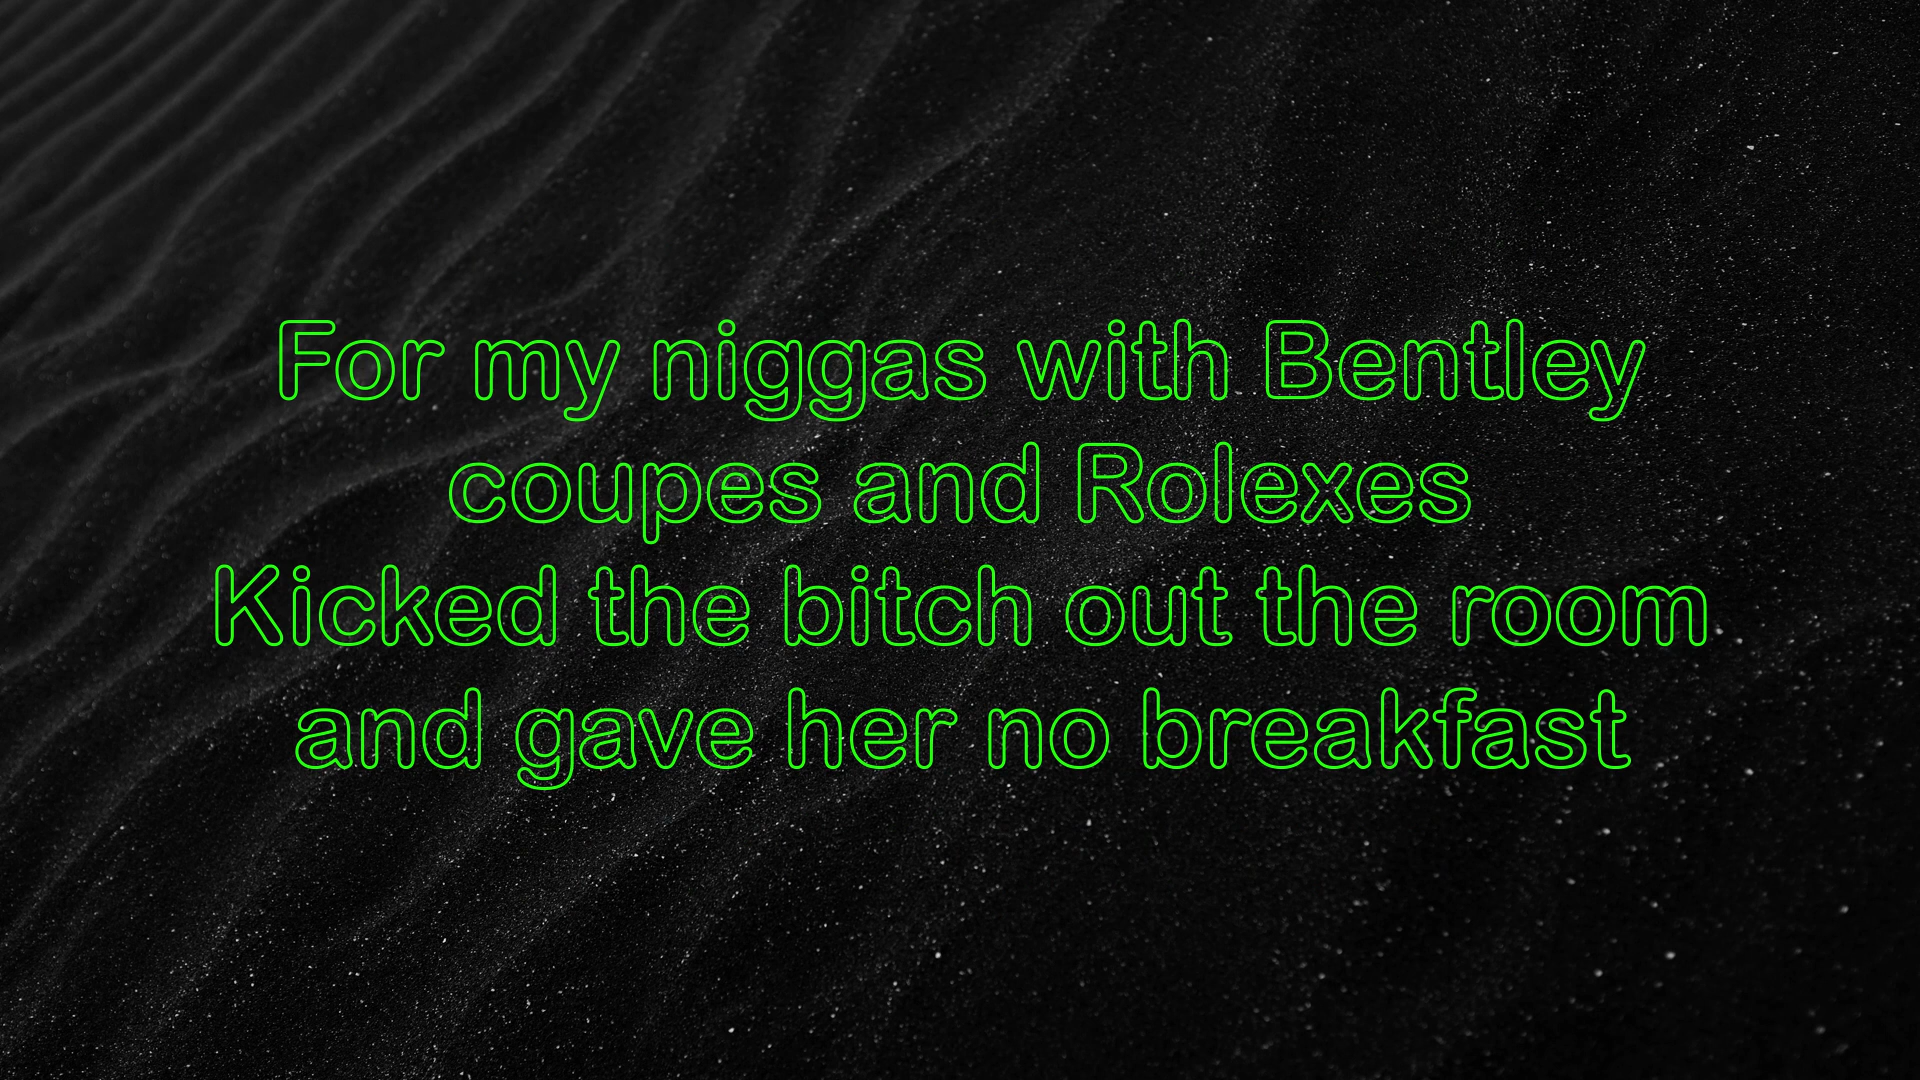 For my niggas with Bentley
coupes and Rolexes
Kicked the bitch out the room
and gave her no breakfast